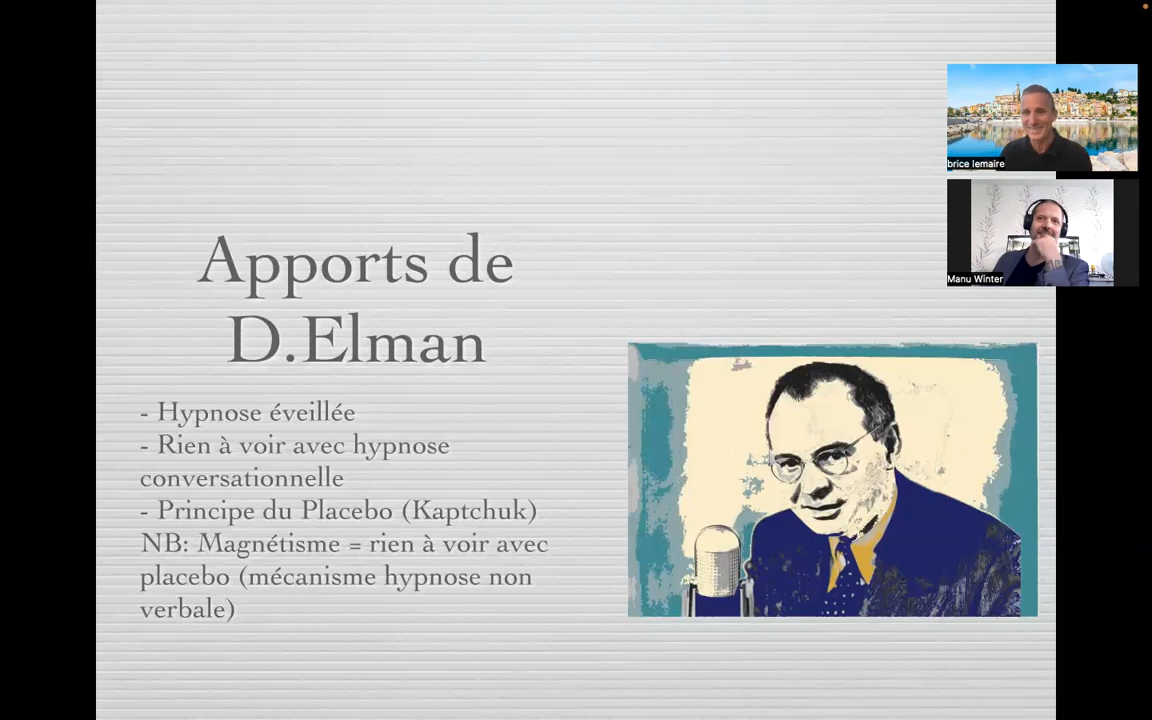 Apports de
D.Elman
- Hypnose éveillée
- Rien à voir avec hypnose
conversationnelle
- Principe du Placebo (Kaptchuk)
NB: Magnétisme = rien à voir avec
placebo (mécanisme hypnose non
verbale)
brice lemaire
Manu Winter